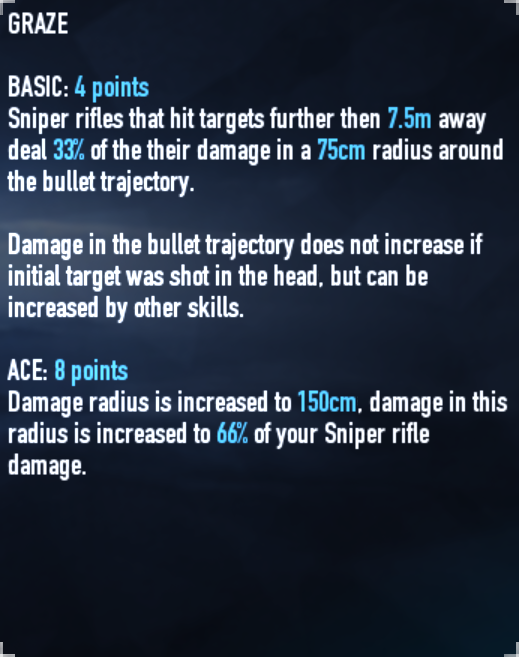 GRAZE
BASIC: 4 points
Sniper rifles that hit targets further then 7.5m away
deal 33% of the their damage in a 75cm radius around
the bullet trajectory.
Damage in the bullet trajectory does not increase if
initial target was shot in the head, but can be
increased by other skills.
ACE: 8 points
Damage radius is increased to 150cm, damage in this
radius is increased to 66% of your Sniper rifle
damage.